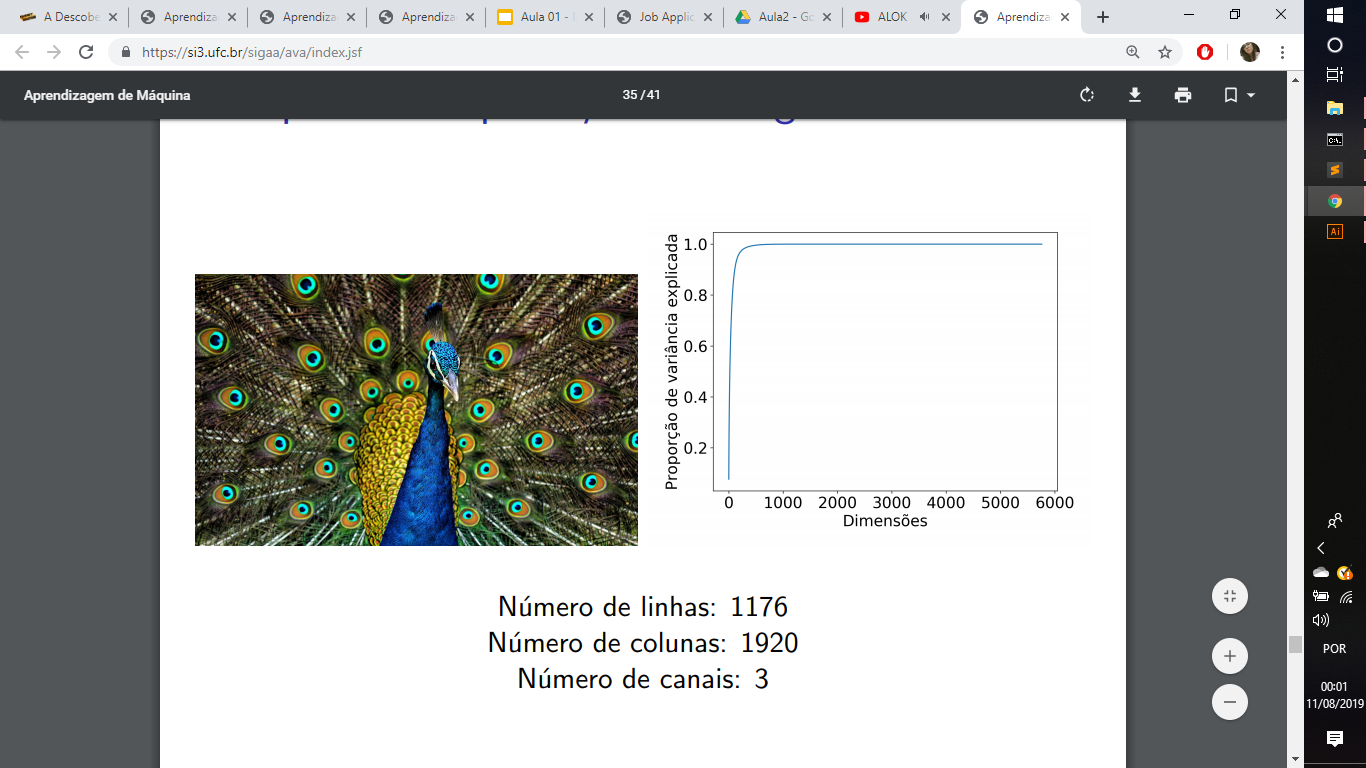 A Descobe
Aprendiza
Aprendiza
Aprendiza
Aula 01 -
Job Applic
Aula2 - Go
ALOK
Aprendiza
https://si3.ufc.br/sigaa/ava/index.jsf
Aprendizagem de Máquina
35 / 41
Proporção de variância explicada
1.0
0.8
0.6
0.4
0.2
0 1000 2000 3000 4000 5000 6000
Dimensões
Número de linhas: 1176
Número de colunas: 1920
Número de canais: 3
Ai
POR
00:01
11/08/2019